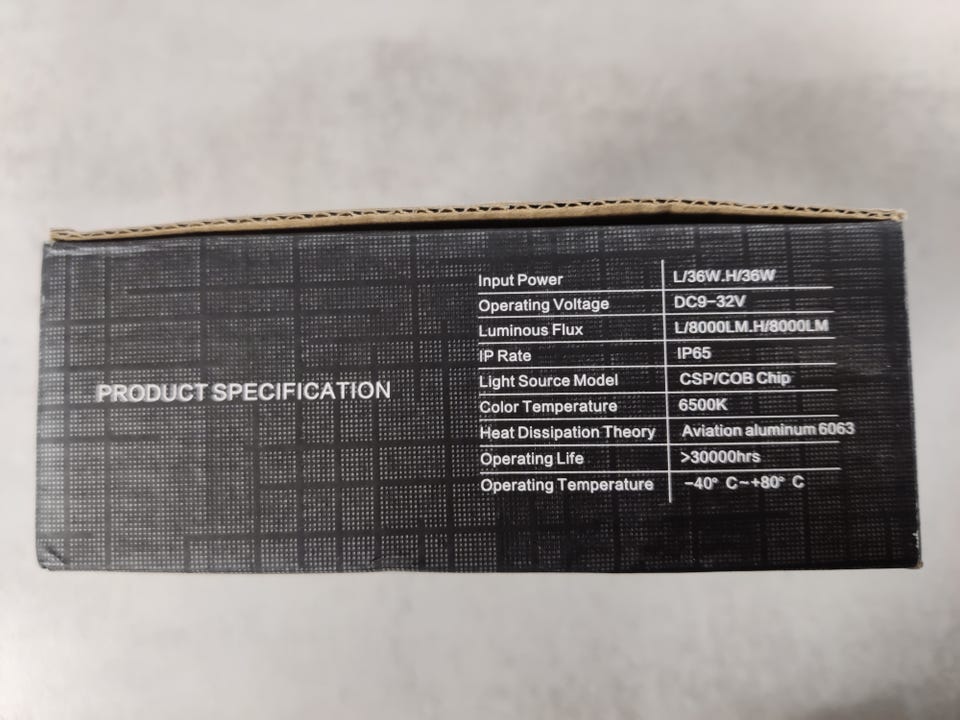 PRODUCT SPECIFICATION
Input Power L/36W.H/36W
Operating Voltage DC9-32V
Luminous Flux L/8000LM.H/8000LM
IP Rate IP65
Light Source Model CSP/COB Chip
Color Temperature 6500K
Heat Dissipation Theory Aviation aluminum 6063
Operating Life >30000hrs
Operating Temperature -40° C~+80° C